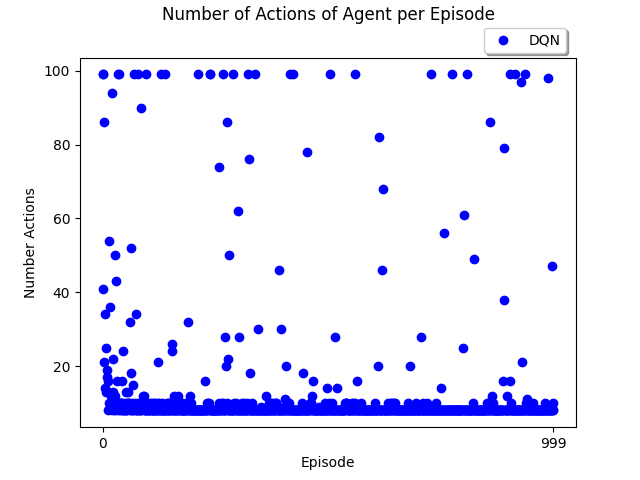 Number of Actions of Agent per Episode
DQN
100
80
60
40
20
Number Actions
0
999
Episode